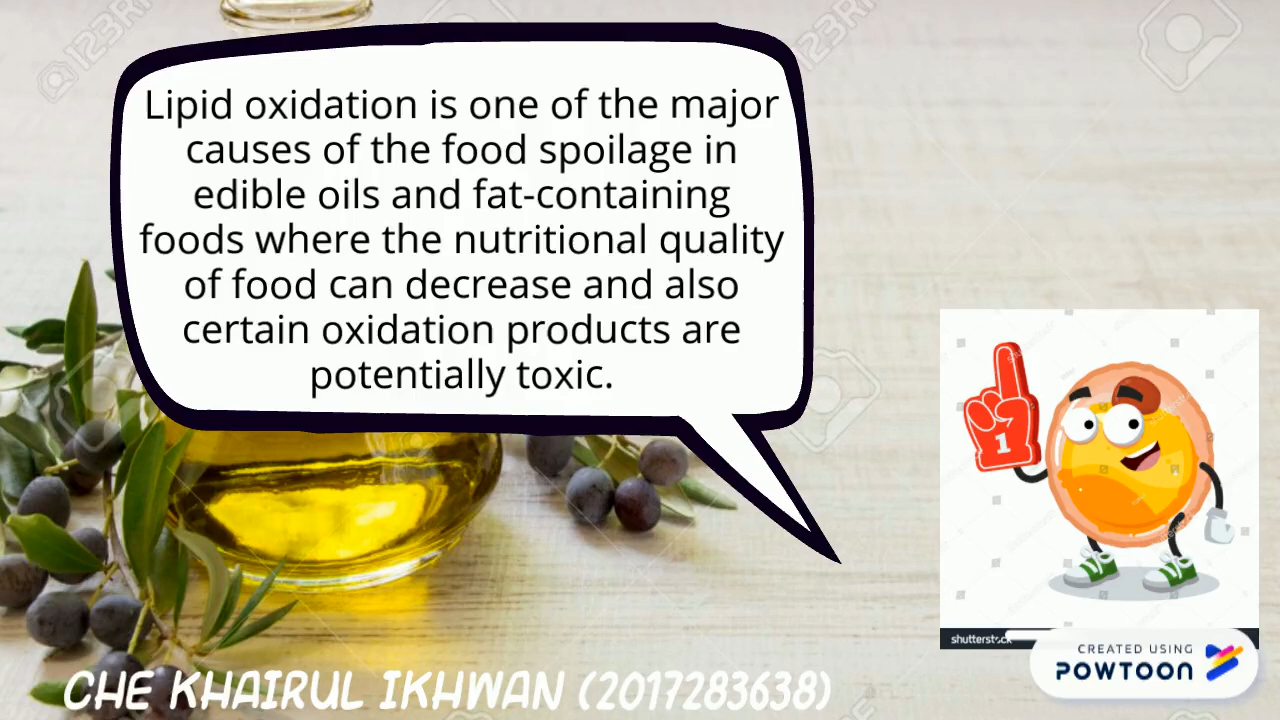 Lipid oxidation is one of the major
causes of the food spoilage in
edible oils and fat-containing
foods where the nutritional quality
of food can decrease and also
certain oxidation products are
potentially toxic.
1
shutterstock
CREATED USING
POWTOON
CHE KHAIRUL IKHWAN (2017283638)
123RF